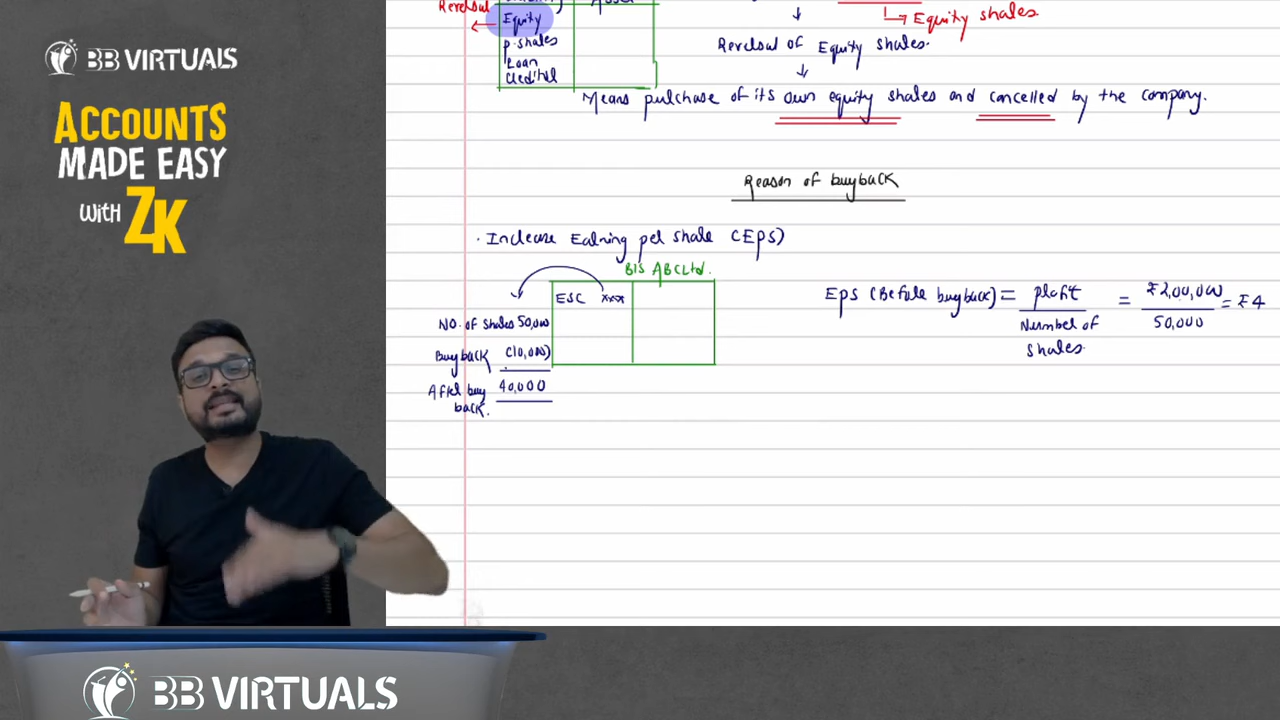 BB VIRTUALS
ACCOUNTS
MADE EASY
with ZK
Reversal
Equity
p. shares
Loan
Creditor
Asset
Equity shares.
Reversal of Equity shares.
Means purchase of its own equity shares and cancelled by the company.
Reason of buyback
. Increase Earning per share (EPS)
B/S ABC Ltd.
ESC xxx
No. of shares 50,000
Buy back (10,000)
After buy back. 40,000
Eps (Before buyback) = profit / Number of shares = ₹2,00,000 / 50,000 = ₹4
BB VIRTUALS